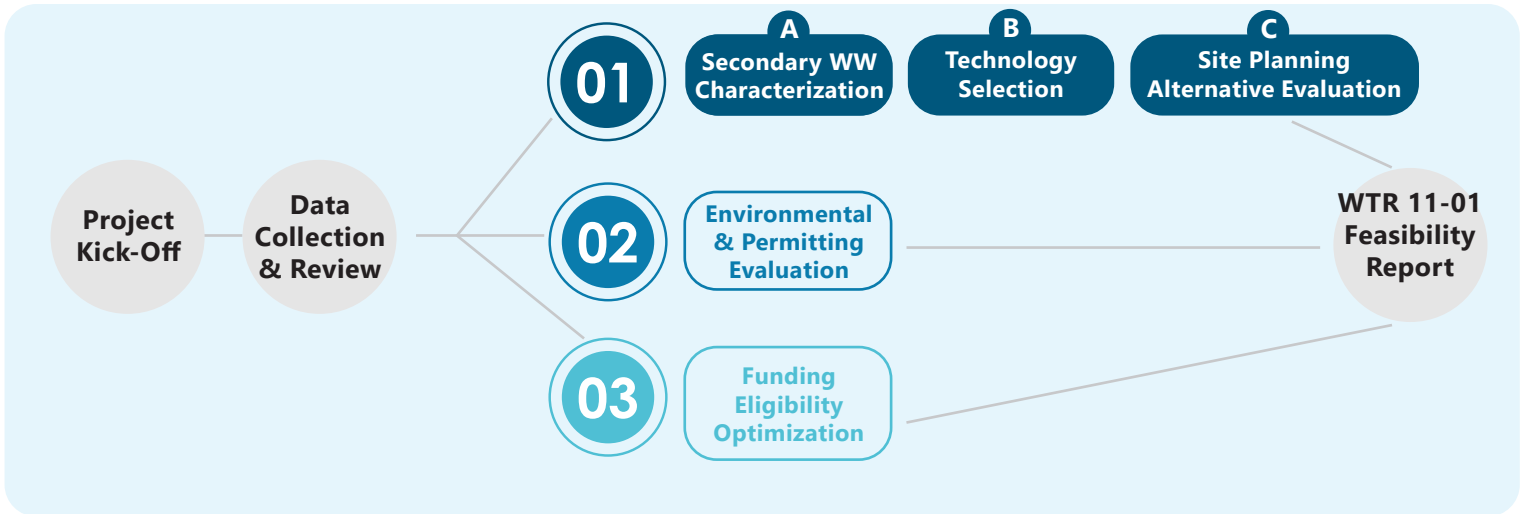 Project
Kick-Off
Data
Collection
& Review
01
A
Secondary WW
Characterization
B
Technology
Selection
C
Site Planning
Alternative Evaluation
02
Environmental
& Permitting
Evaluation
03
Funding
Eligibility
Optimization
WTR 11-01
Feasibility
Report